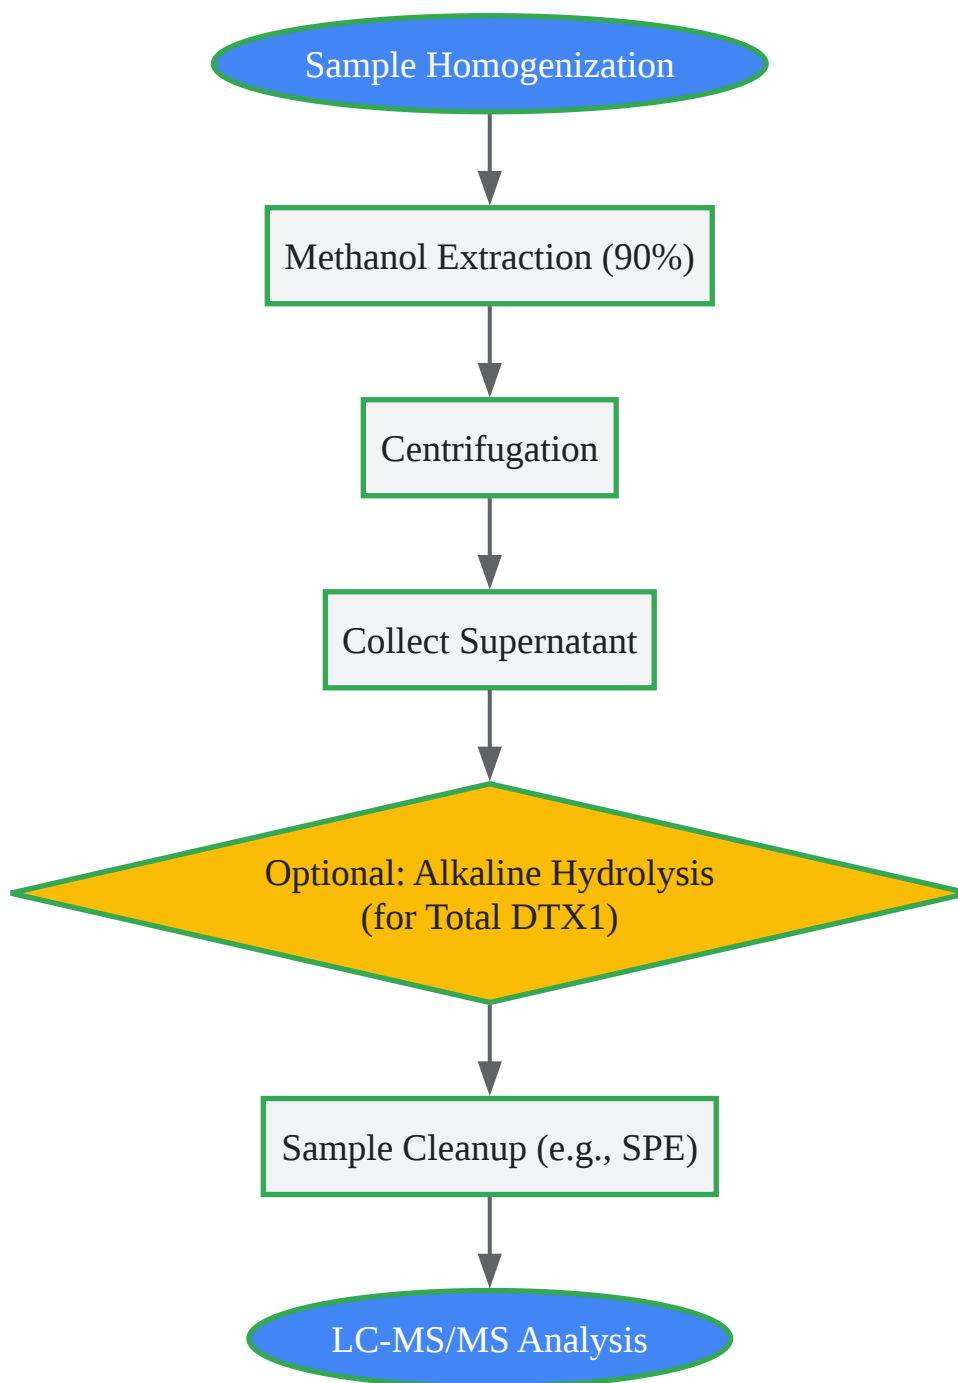 Sample Homogenization
Methanol Extraction (90%)
Centrifugation
Collect Supernatant
Optional: Alkaline Hydrolysis
(for Total DTX1)
Sample Cleanup (e.g., SPE)
LC-MS/MS Analysis